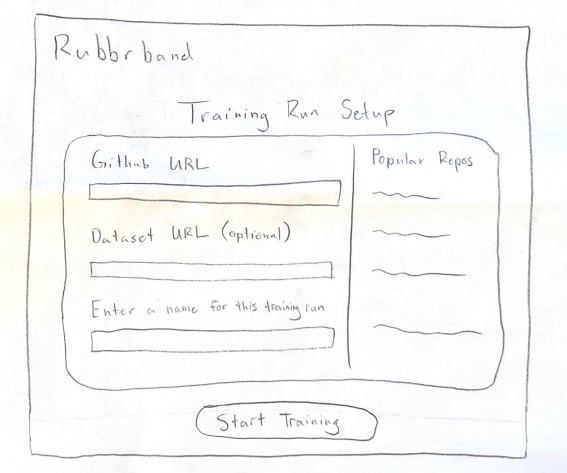 Rubbrband
Training Run Setup
Github URL
Dataset URL (optional)
Enter a name for this training run
Popular Repos
Start Training